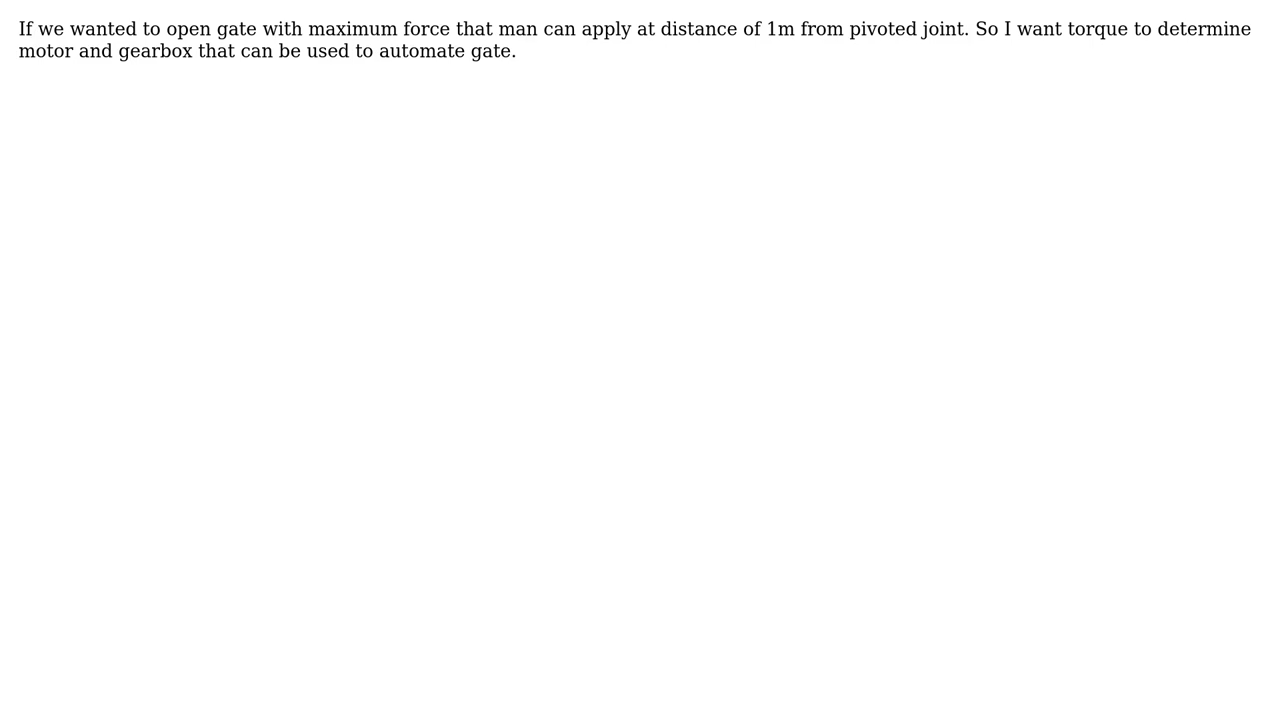 If we wanted to open gate with maximum force that man can apply at distance of 1m from pivoted joint. So I want torque to determine
motor and gearbox that can be used to automate gate.